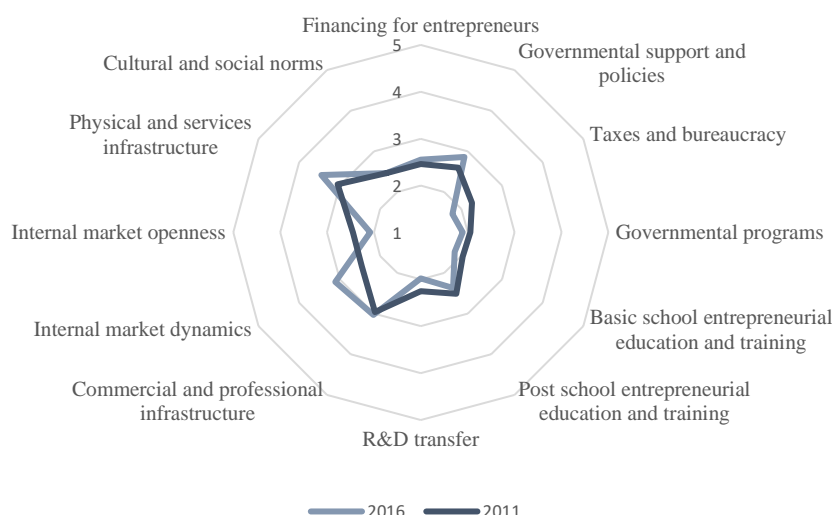 Financing for entrepreneurs
Governmental support and
policies
Taxes and bureaucracy
Governmental programs
Basic school entrepreneurial
education and training
Post school entrepreneurial
education and training
R&D transfer
Commercial and professional
infrastructure
Internal market dynamics
Internal market openness
Physical and services
infrastructure
Cultural and social norms
5
4
3
2
1
2016
2011